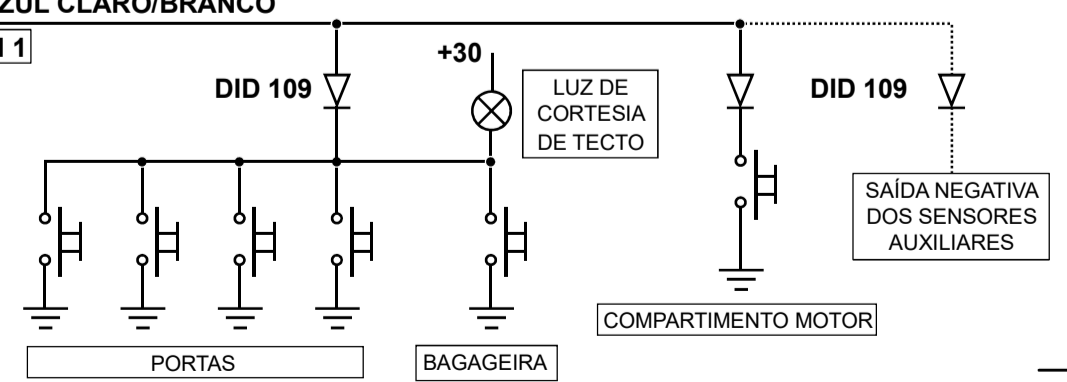 AZUL CLARO/BRANCO
1
+30
DID 109
LUZ DE
CORTESIA
DE TECTO
DID 109
SAÍDA NEGATIVA
DOS SENSORES
AUXILIARES
COMPARTIMENTO MOTOR
PORTAS
BAGAGEIRA